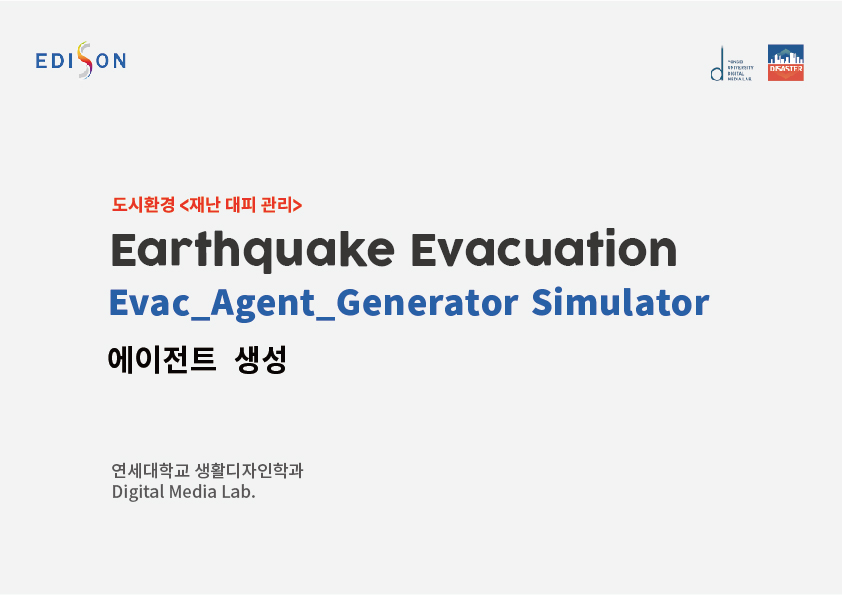 EDISON
YONSEI
UNIVERSITY
DIGITAL
MEDIA LAB.
DISASTER
도시환경 <재난 대피 관리>
Earthquake Evacuation
Evac_Agent_Generator Simulator
에이전트 생성
연세대학교 생활디자인학과
Digital Media Lab.